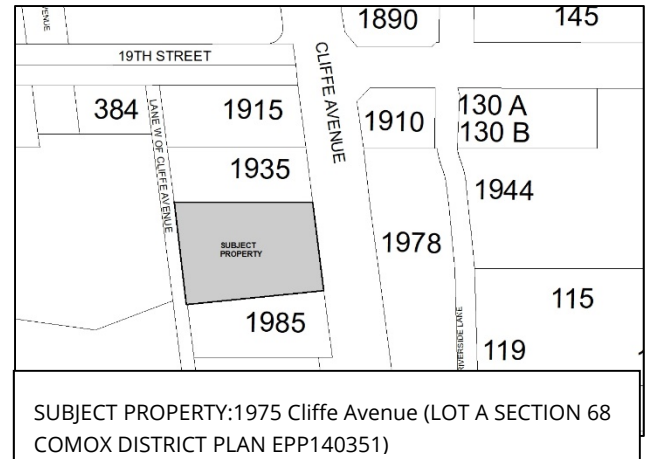 ENUE
1890
145
19TH STREET
CLIFFE AVENUE
384
LANE W OF CLIFFE AVENUE
1915
1910
130 A
130 B
1935
1944
SUBJECT
PROPERTY
1978
115
1985
RIVERSIDE LANE
119
SUBJECT PROPERTY:1975 Cliffe Avenue (LOT A SECTION 68
COMOX DISTRICT PLAN EPP140351)